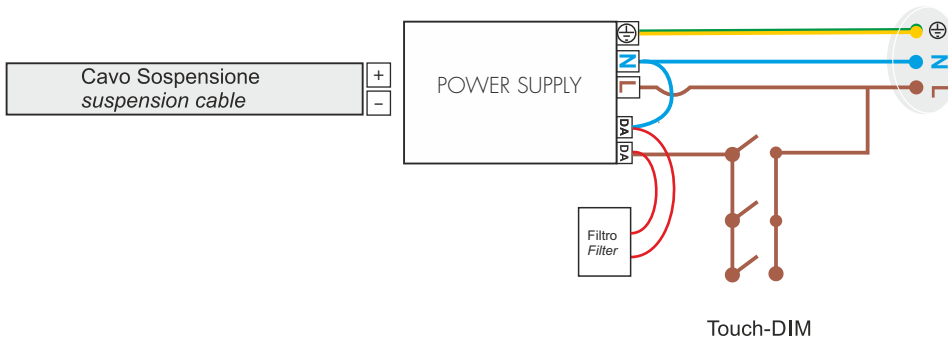 Cavo Sospensione
suspension cable
+
−
POWER SUPPLY
N
L
DA
DA
N
L
Filtro
Filter
Touch-DIM